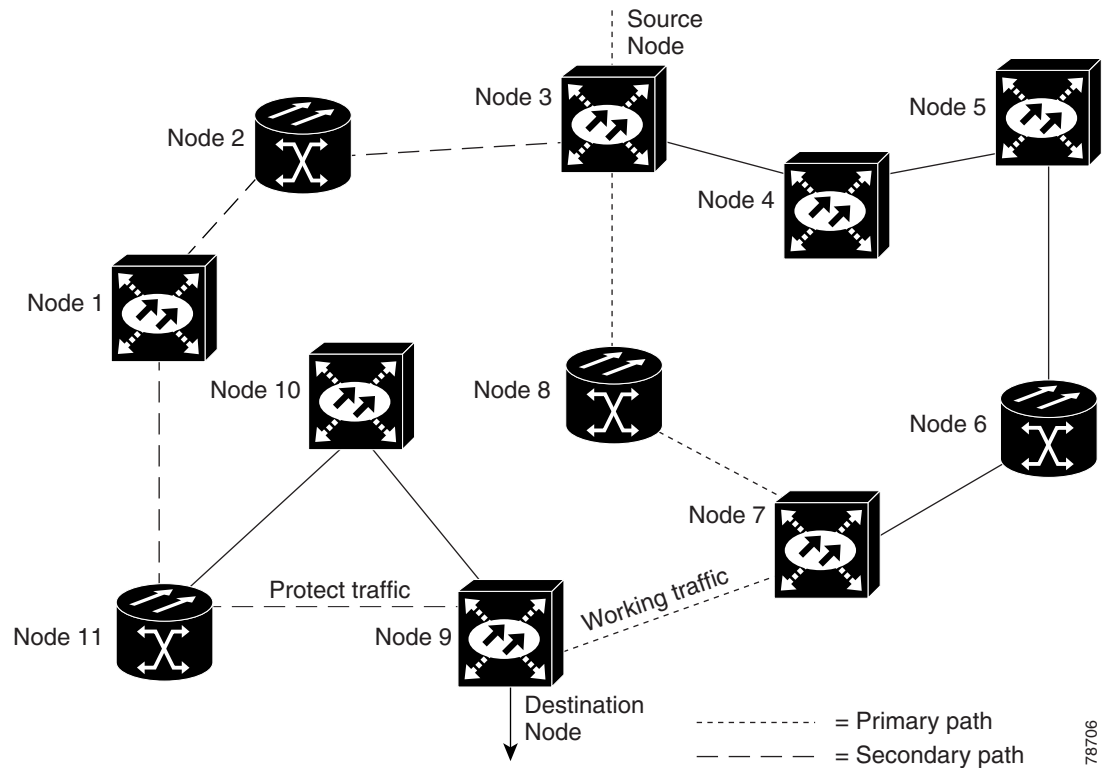 Source
Node
Node 3
Node 5
Node 2
Node 4
Node 1
Node 10
Node 8
Node 6
Node 7
Protect traffic
Working traffic
Node 11
Node 9
Destination
Node
= Primary path
= Secondary path
78706